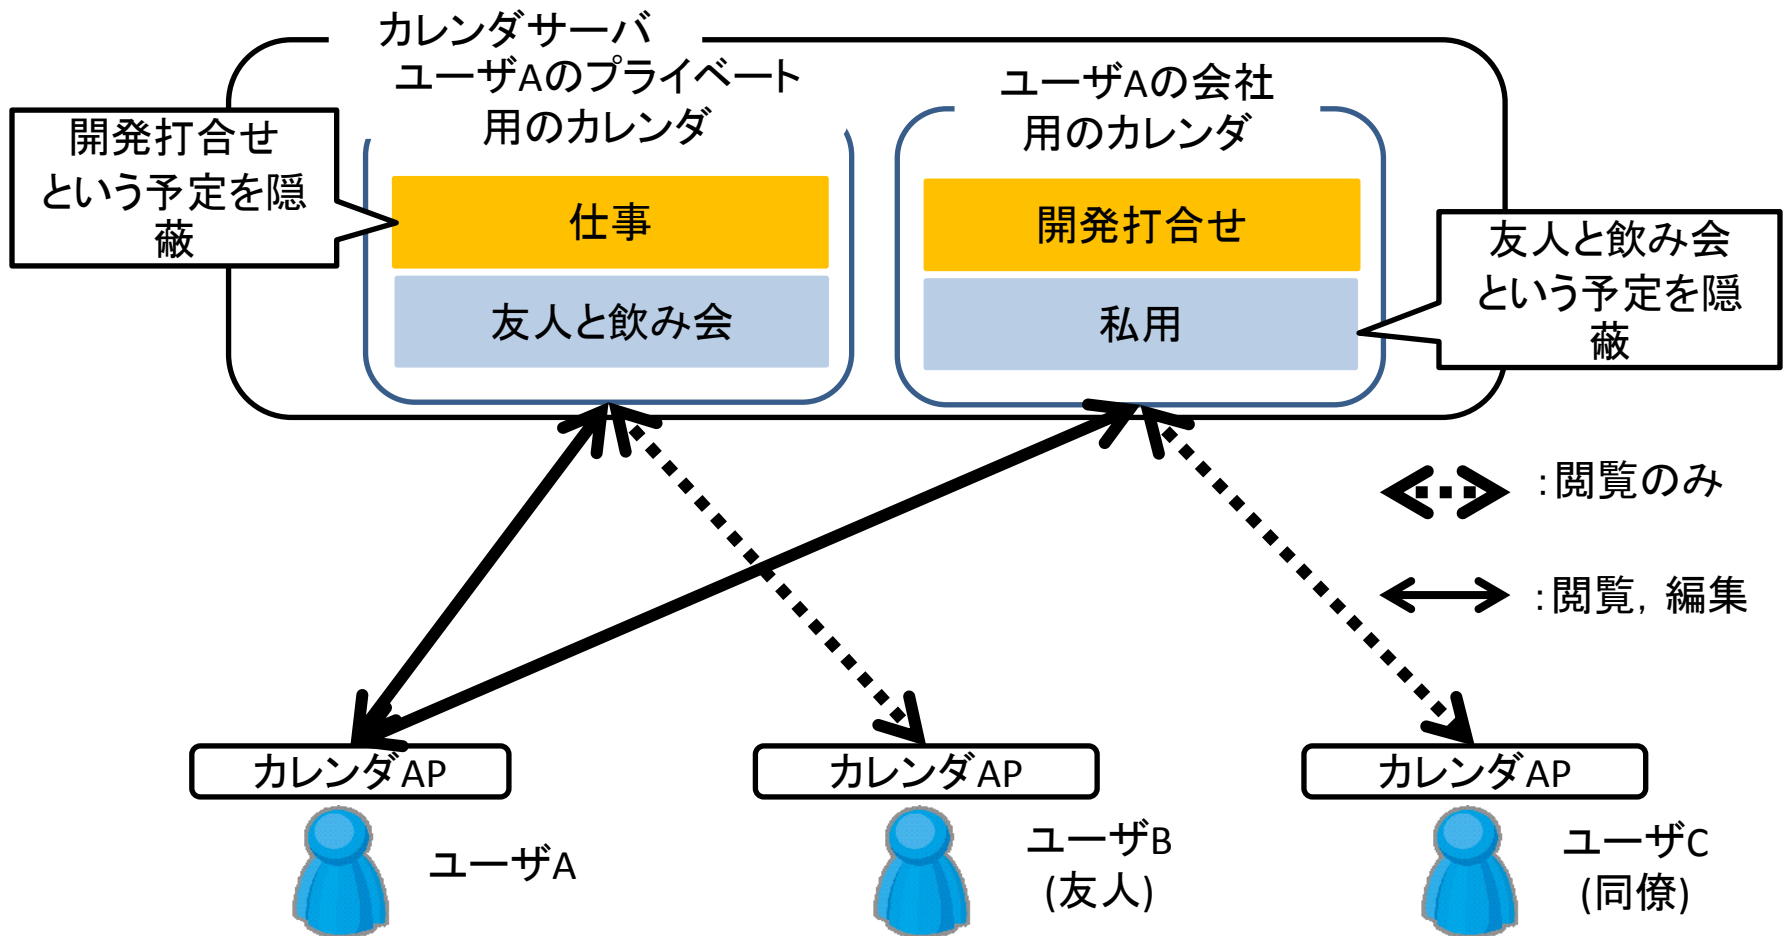 カレンダサーバ
ユーザAのプライベート
用のカレンダ
ユーザAの会社
用のカレンダ
開発打合せ
という予定を隠
蔽
仕事
友人と飲み会
開発打合せ
私用
友人と飲み会
という予定を隠
蔽
:閲覧のみ
:閲覧, 編集
カレンダAP
カレンダAP
カレンダAP
ユーザA
ユーザB
(友人)
ユーザC
(同僚)